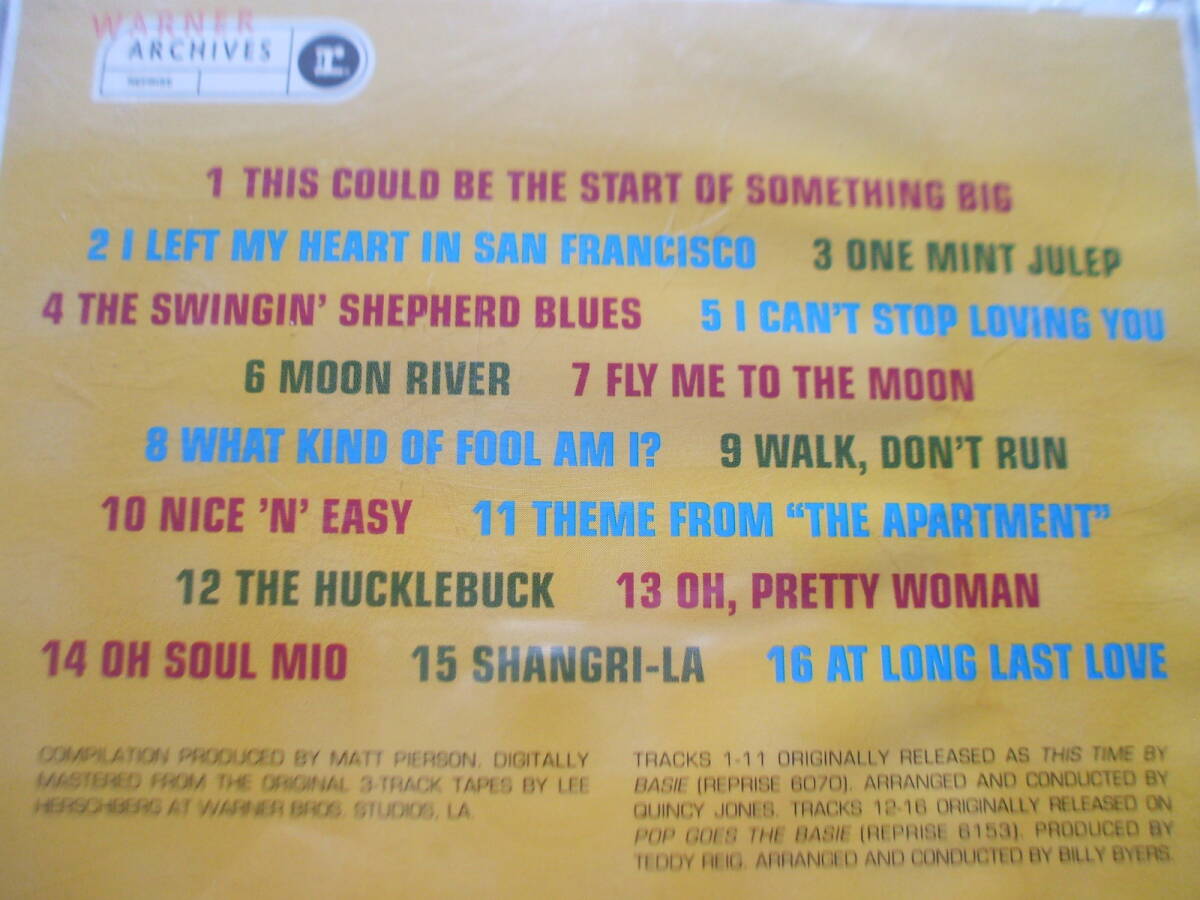 WARNER
ARCHIVES
REPRISE
r:
1 THIS COULD BE THE START OF SOMETHING BIG
2 I LEFT MY HEART IN SAN FRANCISCO 3 ONE MINT JULEP
4 THE SWINGIN' SHEPHERD BLUES 5 I CAN'T STOP LOVING YOU
6 MOON RIVER 7 FLY ME TO THE MOON
8 WHAT KIND OF FOOL AM I? 9 WALK, DON'T RUN
10 NICE 'N' EASY 11 THEME FROM “THE APARTMENT”
12 THE HUCKLEBUCK 13 OH, PRETTY WOMAN
14 OH SOUL MIO 15 SHANGRI-LA 16 AT LONG LAST LOVE
COMPILATION PRODUCED BY MATT PIERSON. DIGITALLY
MASTERED FROM THE ORIGINAL 3-TRACK TAPES BY LEE
HERSCHBERG AT WARNER BROS. STUDIOS, LA.
TRACKS 1-11 ORIGINALLY RELEASED AS THIS TIME BY
BASIE (REPRISE 6070). ARRANGED AND CONDUCTED BY
QUINCY JONES. TRACKS 12-16 ORIGINALLY RELEASED ON
POP GOES THE BASIE (REPRISE 6153). PRODUCED BY
TEDDY REIG. ARRANGED AND CONDUCTED BY BILLY BYERS.